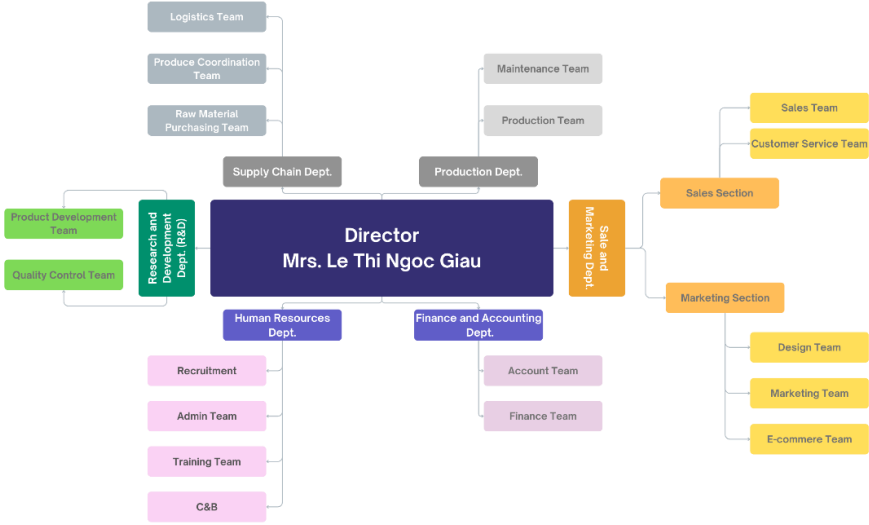 Logistics Team
Produce Coordination
Team
Raw Material
Purchasing Team
Supply Chain Dept.
Maintenance Team
Production Team
Production Dept.
Sales Team
Customer Service Team
Sales Section
Product Development
Team
Quality Control Team
Research and
Development
Dept. (R&D)
Director
Mrs. Le Thi Ngoc Giau
Sale and
Marketing Dept.
Marketing Section
Design Team
Marketing Team
E-commere Team
Human Resources
Dept.
Recruitment
Admin Team
Training Team
C&B
Finance and Accounting
Dept.
Account Team
Finance Team